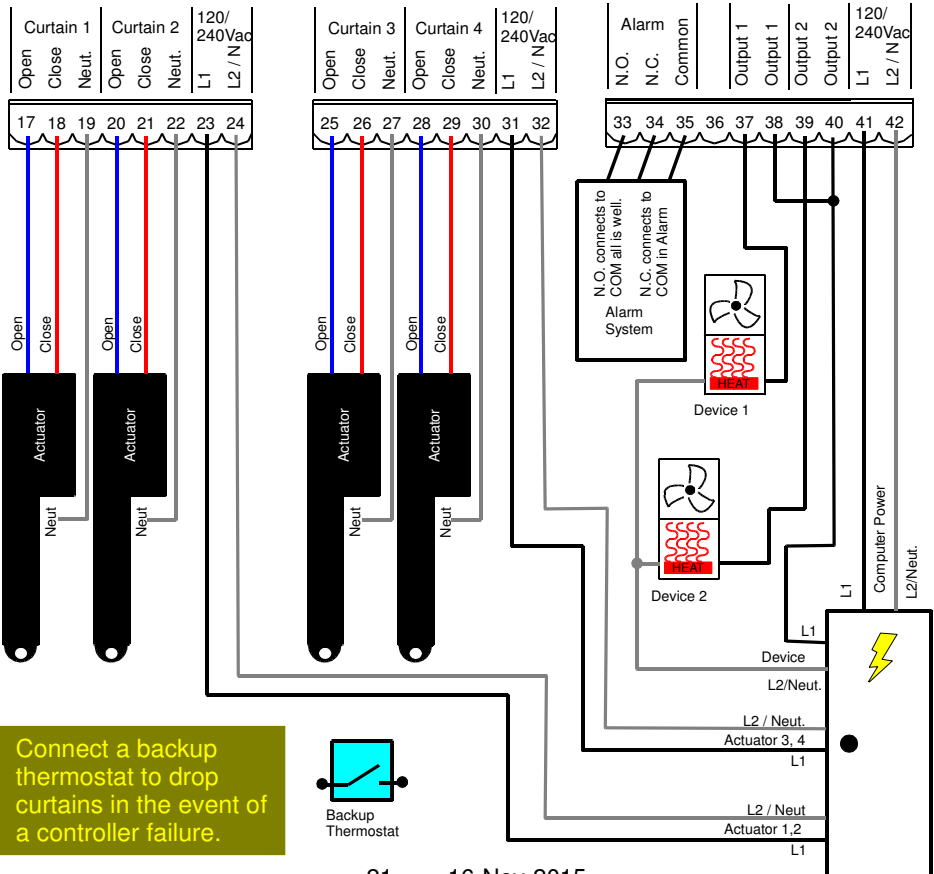 Curtain 1
Curtain 2
120/
240Vac
Open
Close
Neut.
Open
Close
Neut.
L1
L2 / N
17 18 19 20 21 22 23 24
Curtain 3
Curtain 4
120/
240Vac
Open
Close
Neut.
Open
Close
Neut.
L1
L2 / N
25 26 27 28 29 30 31 32
Alarm
120/
240Vac
N.O.
N.C.
Common
Output 1
Output 1
Output 2
Output 2
L1
L2 / N
33 34 35 36 37 38 39 40 41 42
N.O. connects to
COM all is well.
N.C. connects to
COM in Alarm
Alarm
System
HEAT
Device 1
HEAT
Device 2
Open
Close
Open
Close
Open
Close
Open
Close
Actuator
Actuator
Actuator
Actuator
Neut
Neut
Neut
Neut
L1
Computer Power
L2/Neut.
L1
Device
L2/Neut.
L2 / Neut.
Actuator 3, 4
L1
L2 / Neut
Actuator 1,2
L1
Connect a backup
thermostat to drop
curtains in the event of
a controller failure.
Backup
Thermostat
21 16 Nov 2015